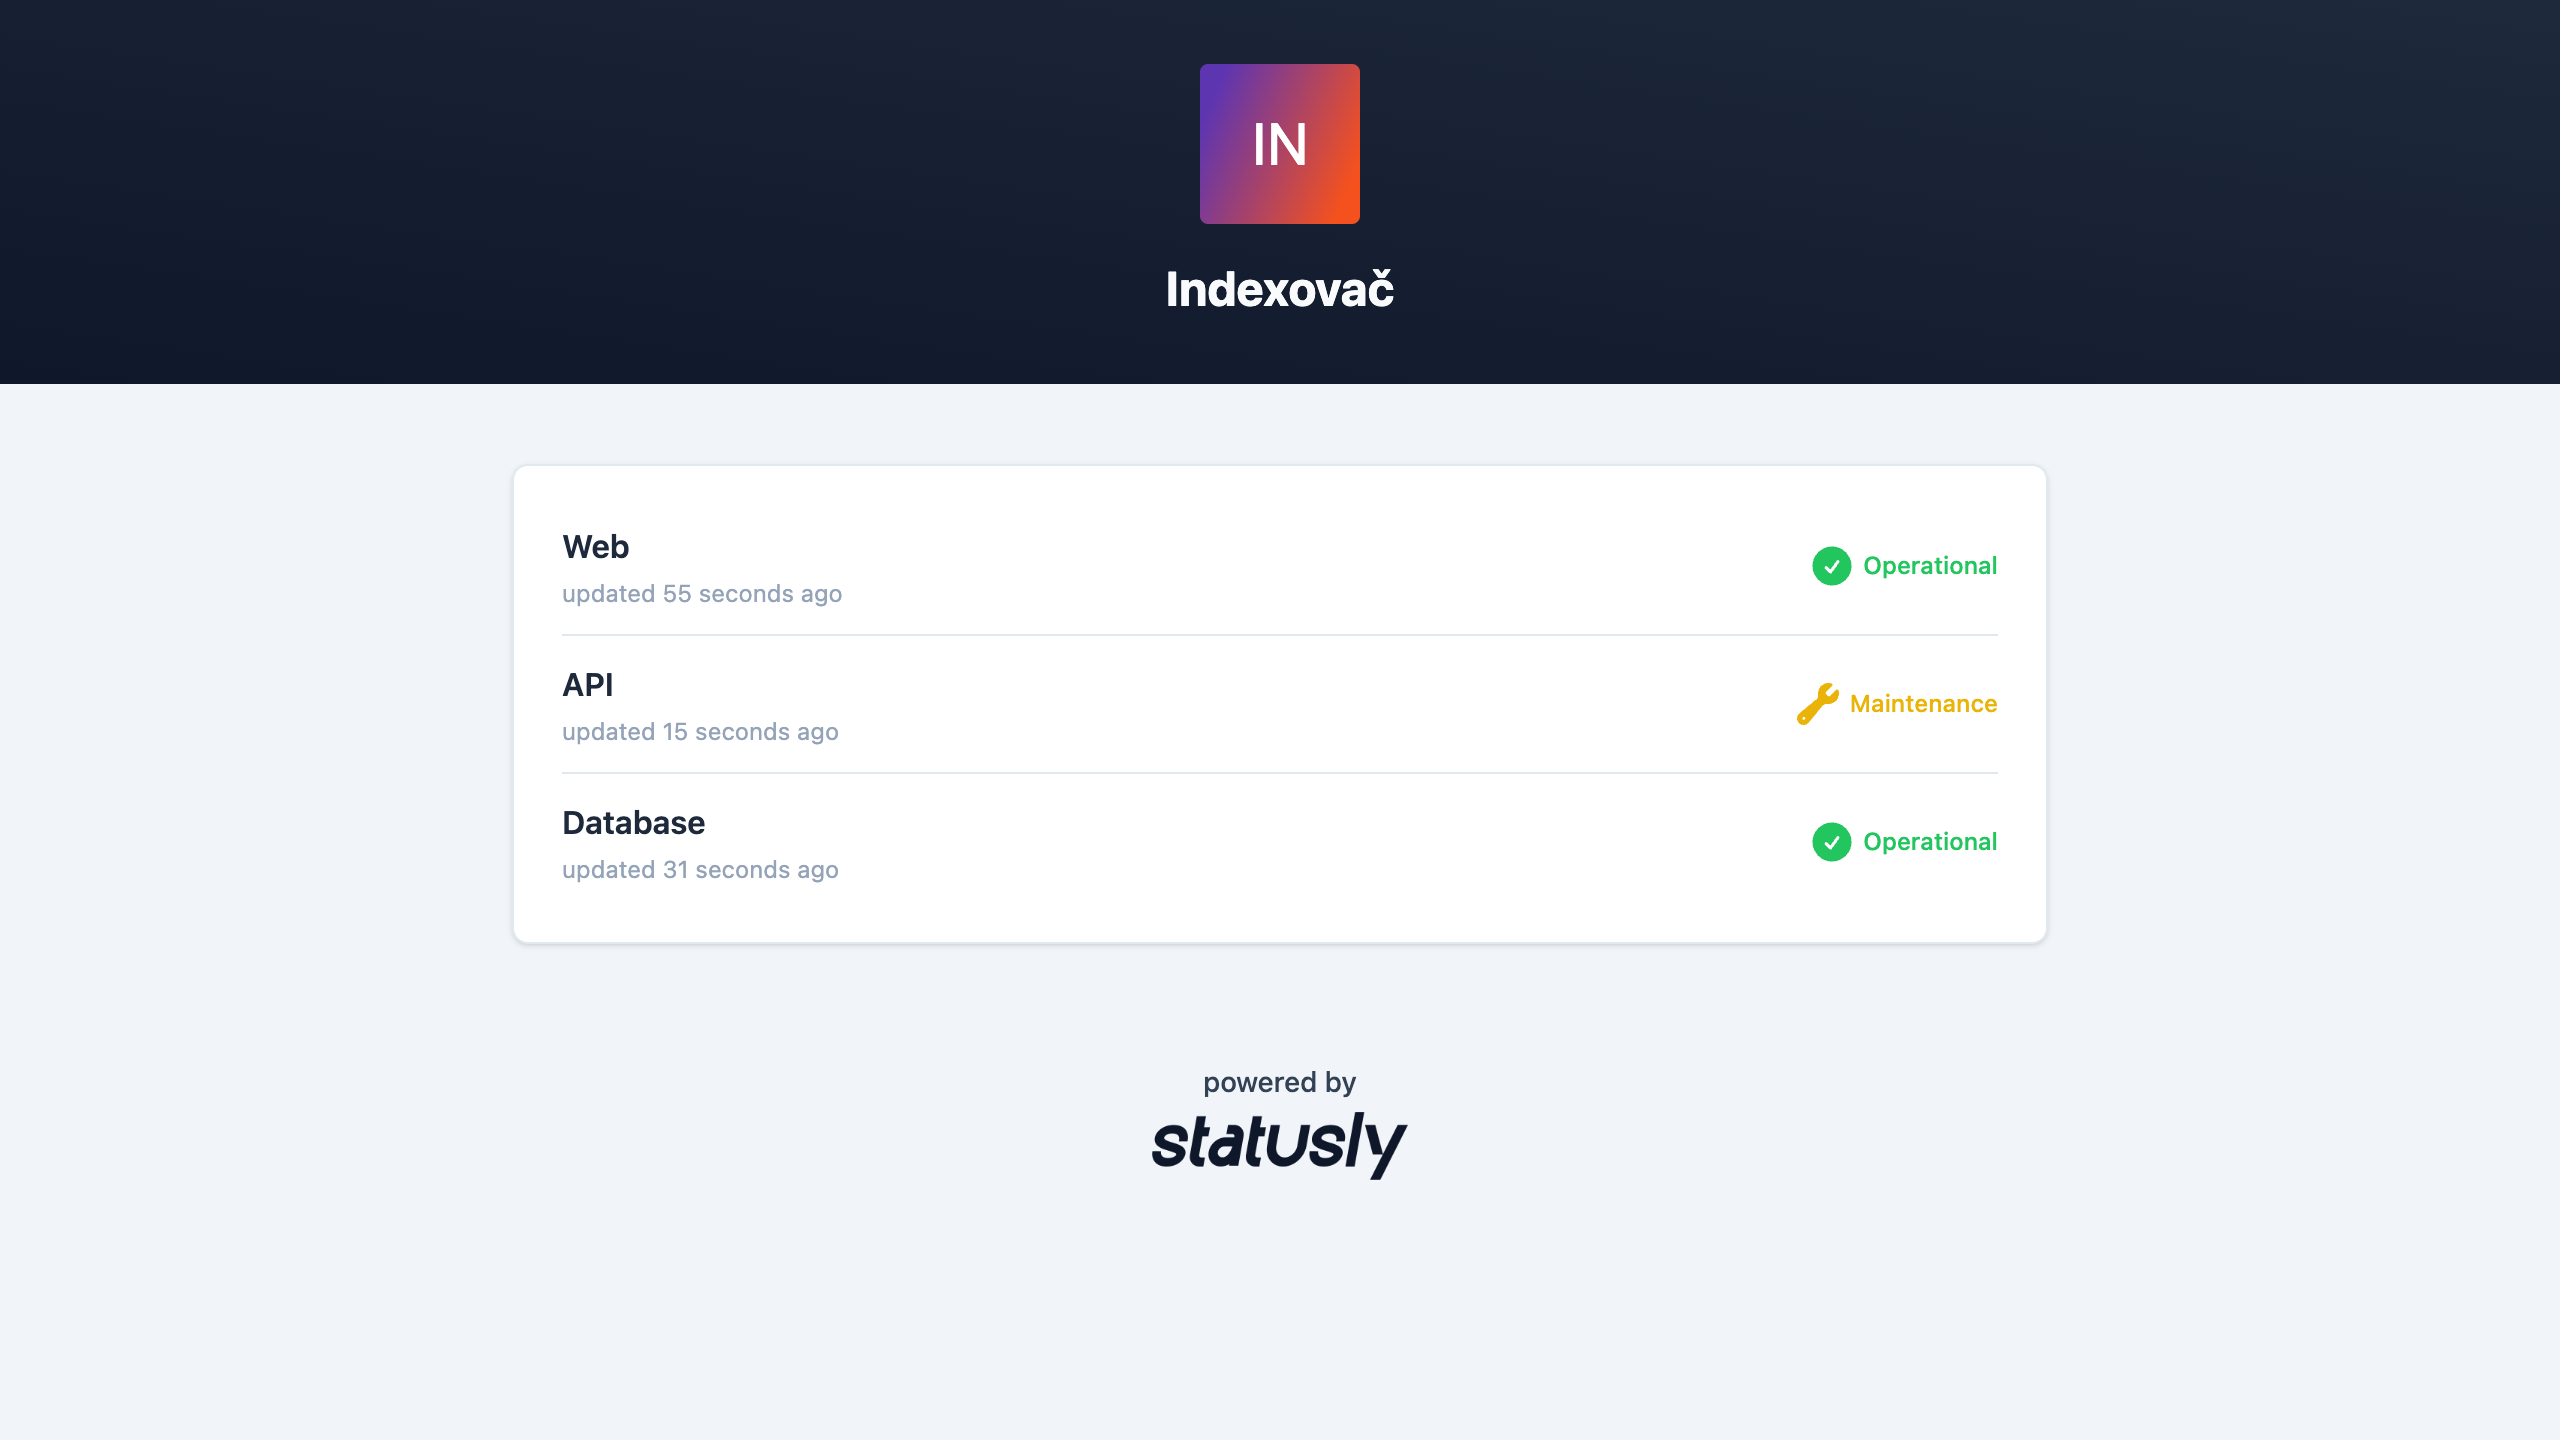 IN
Indexovač
Web
updated 55 seconds ago
Operational
API
updated 15 seconds ago
Maintenance
Database
updated 31 seconds ago
Operational
powered by
statusly